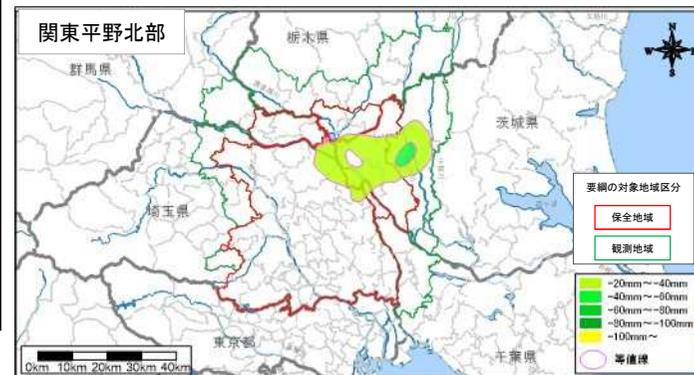 関東平野北部
栃木県
群馬県
N
W
茨城県
要綱の対象地域区分
保全地域
観測地域
埼玉県
-20mm～-40mm
-40mm～-60mm
-60mm～-80mm
-80mm～-100mm
-100mm～
等値線
東京都
千葉県
0km 10km 20km 30km 40km